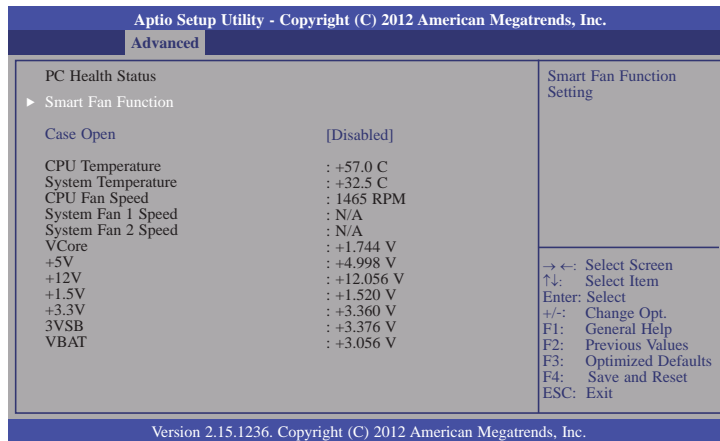 Aptio Setup Utility - Copyright (C) 2012 American Megatrends, Inc.
Advanced
PC Health Status
▶ Smart Fan Function
Case Open [Disabled]
CPU Temperature : +57.0 C
System Temperature : +32.5 C
CPU Fan Speed : 1465 RPM
System Fan 1 Speed : N/A
System Fan 2 Speed : N/A
VCore : +1.744 V
+5V : +4.998 V
+12V : +12.056 V
+1.5V : +1.520 V
+3.3V : +3.360 V
3VSB : +3.376 V
VBAT : +3.056 V
Smart Fan Function
Setting
→ ←: Select Screen
↑↓: Select Item
Enter: Select
+/-: Change Opt.
F1: General Help
F2: Previous Values
F3: Optimized Defaults
F4: Save and Reset
ESC: Exit
Version 2.15.1236. Copyright (C) 2012 American Megatrends, Inc.